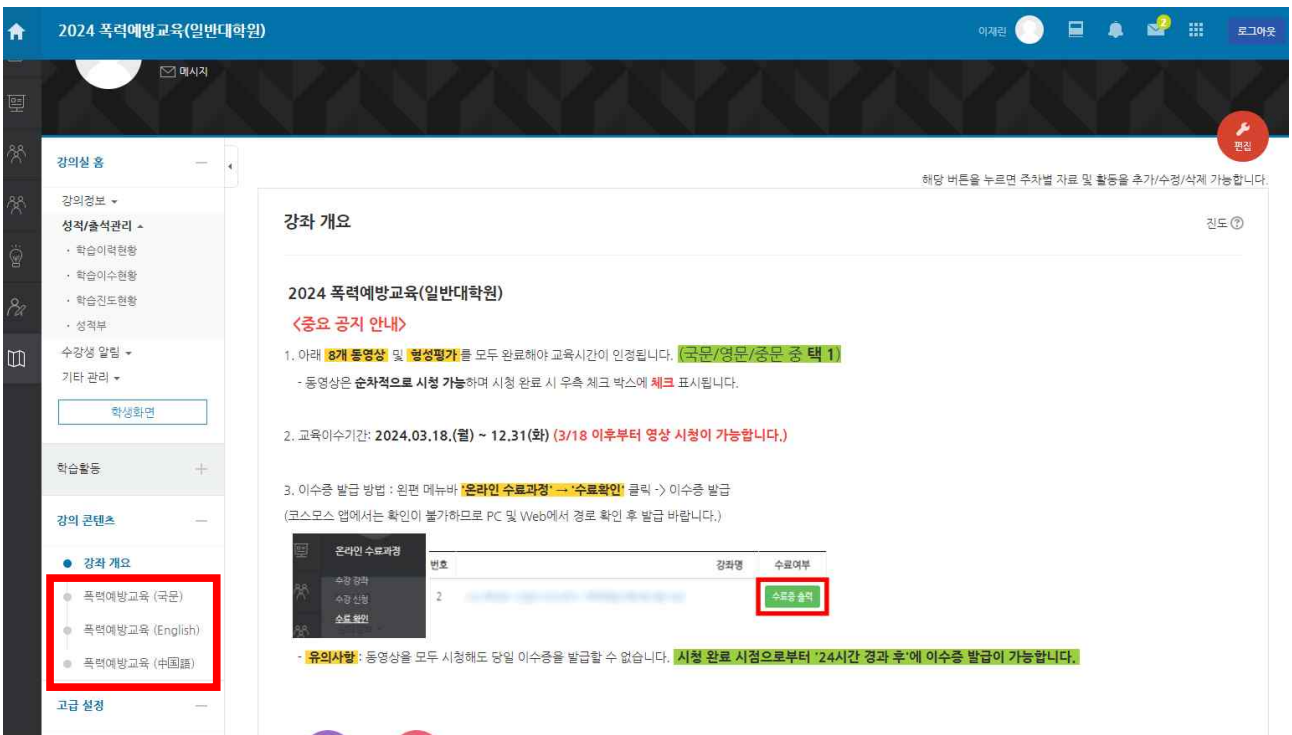 2024 폭력예방교육(일반대학원)
이재린
2
로그아웃
메시지
편집
해당 버튼을 누르면 주차별 자료 및 활동을 추가/수정/삭제 가능합니다.
강의실 홈
강의정보
성적/출석관리
· 학습이력현황
· 학습이수현황
· 학습진도현황
· 성적부
수강생 알림
기타 관리
학생화면
학습활동
강의 콘텐츠
강좌 개요
폭력예방교육 (국문)
폭력예방교육 (English)
폭력예방교육 (中国語)
고급 설정
강좌 개요
진도
2024 폭력예방교육(일반대학원)
<중요 공지 안내>
1. 아래 8개 동영상 및 형성평가를 모두 완료해야 교육시간이 인정됩니다. (국문/영문/중문 중 택 1)
- 동영상은 순차적으로 시청 가능하며 시청 완료 시 우측 체크 박스에 체크 표시됩니다.
2. 교육이수기간: 2024.03.18.(월) ~ 12.31(화) (3/18 이후부터 영상 시청이 가능합니다.)
3. 이수증 발급 방법 : 왼편 메뉴바 '온라인 수료과정' → '수료확인' 클릭 -> 이수증 발급
(코스모스 앱에서는 확인이 불가하므로 PC 및 Web에서 경로 확인 후 발급 바랍니다.)
온라인 수료과정
수강 강좌
수강 신청
수료 확인
번호 강좌명 수료여부
2 수료증 출력
- 유의사항 : 동영상을 모두 시청해도 당일 이수증을 발급할 수 없습니다. 시청 완료 시점으로부터 '24시간 경과 후'에 이수증 발급이 가능합니다.